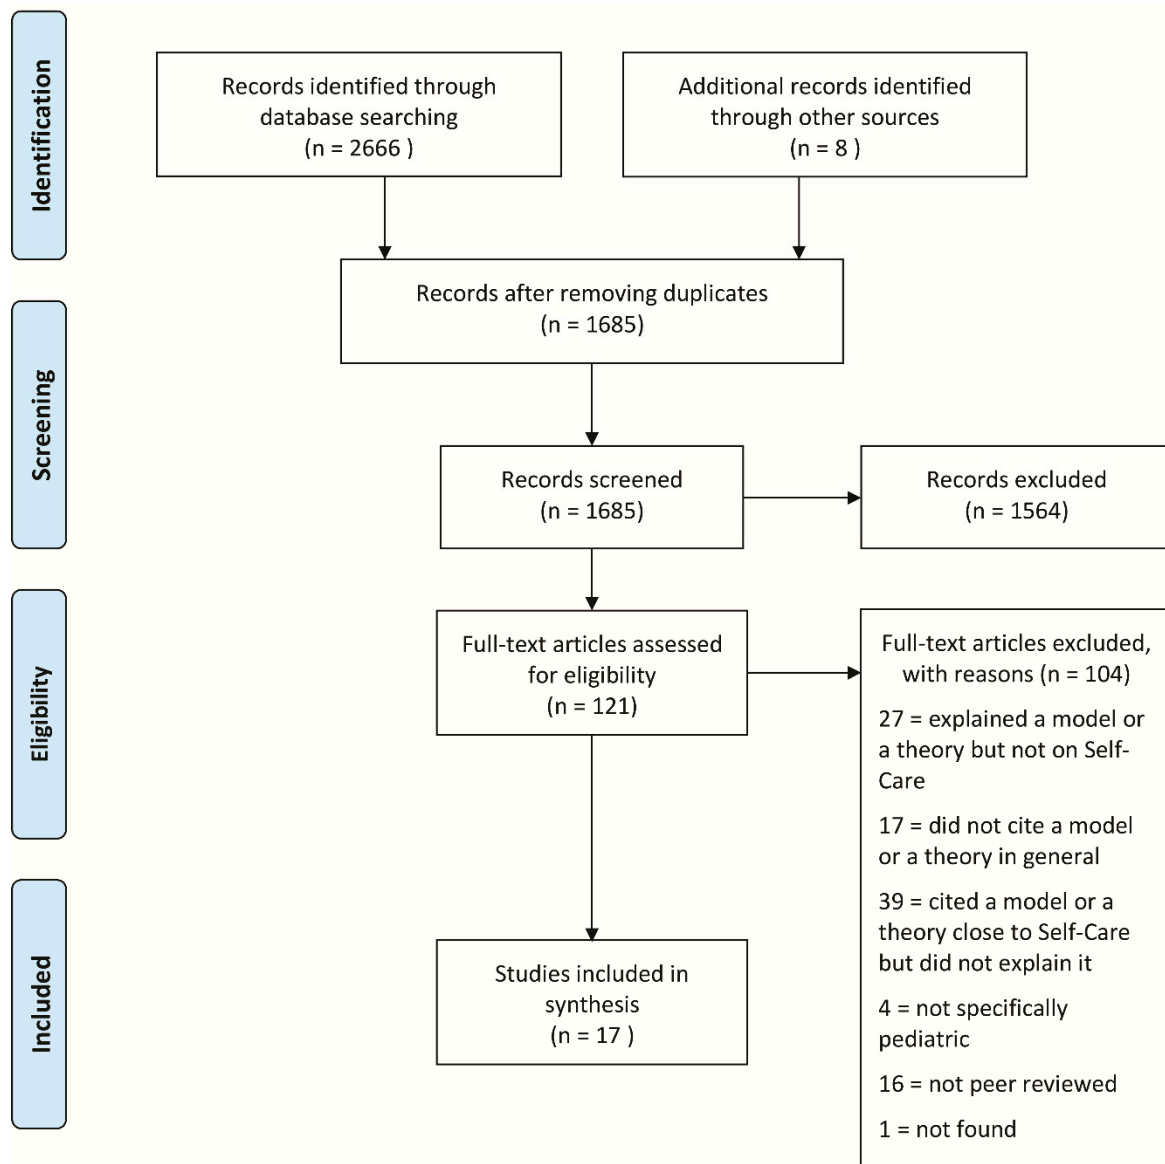 Identification
Records identified through
database searching
(n = 2666 )
Additional records identified
through other sources
(n = 8 )
Records after removing duplicates
(n = 1685)
Screening
Records screened
(n = 1685)
Records excluded
(n = 1564)
Eligibility
Full-text articles assessed
for eligibility
(n = 121)
Full-text articles excluded,
with reasons (n = 104)
27 = explained a model or
a theory but not on Self-
Care
17 = did not cite a model
or a theory in general
39 = cited a model or a
theory close to Self-Care
but did not explain it
4 = not specifically
pediatric
16 = not peer reviewed
1 = not found
Included
Studies included in
synthesis
(n = 17 )